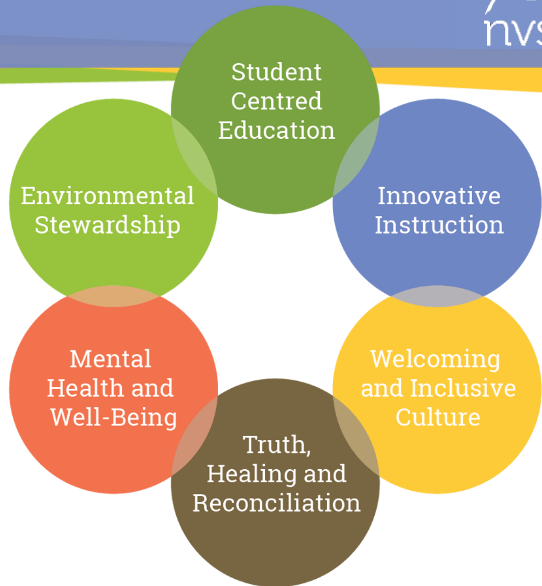 Student
Centred
Education
Innovative
Instruction
Welcoming
and Inclusive
Culture
Truth,
Healing and
Reconciliation
Mental
Health and
Well-Being
Environmental
Stewardship